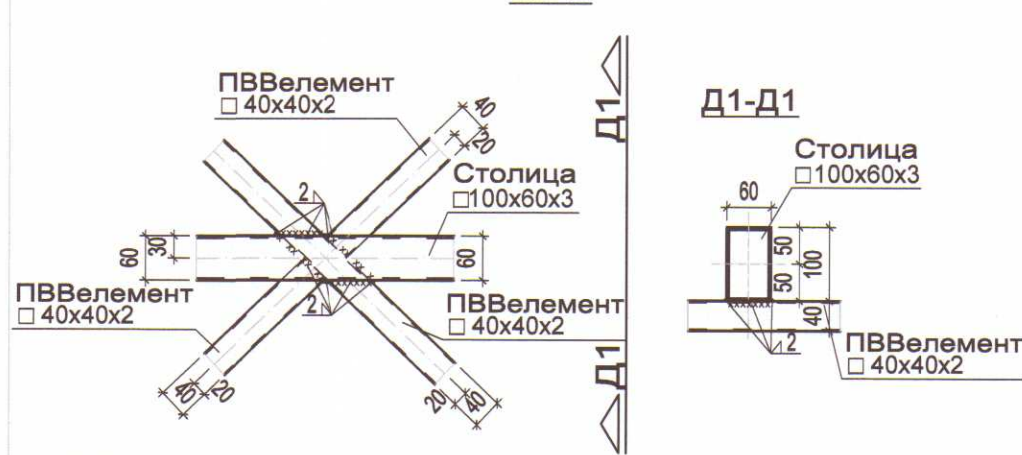 ПВВелемент
□ 40x40x2
40
20
Столица
□100x60x3
2
60
30
60
ПВВелемент
□ 40x40x2
2
ПВВелемент
□ 40x40x2
40
20
20
40
Д1
Д1
Д1-Д1
Столица
□100x60x3
60
50
50
100
40
2
ПВВелемент
□ 40x40x2